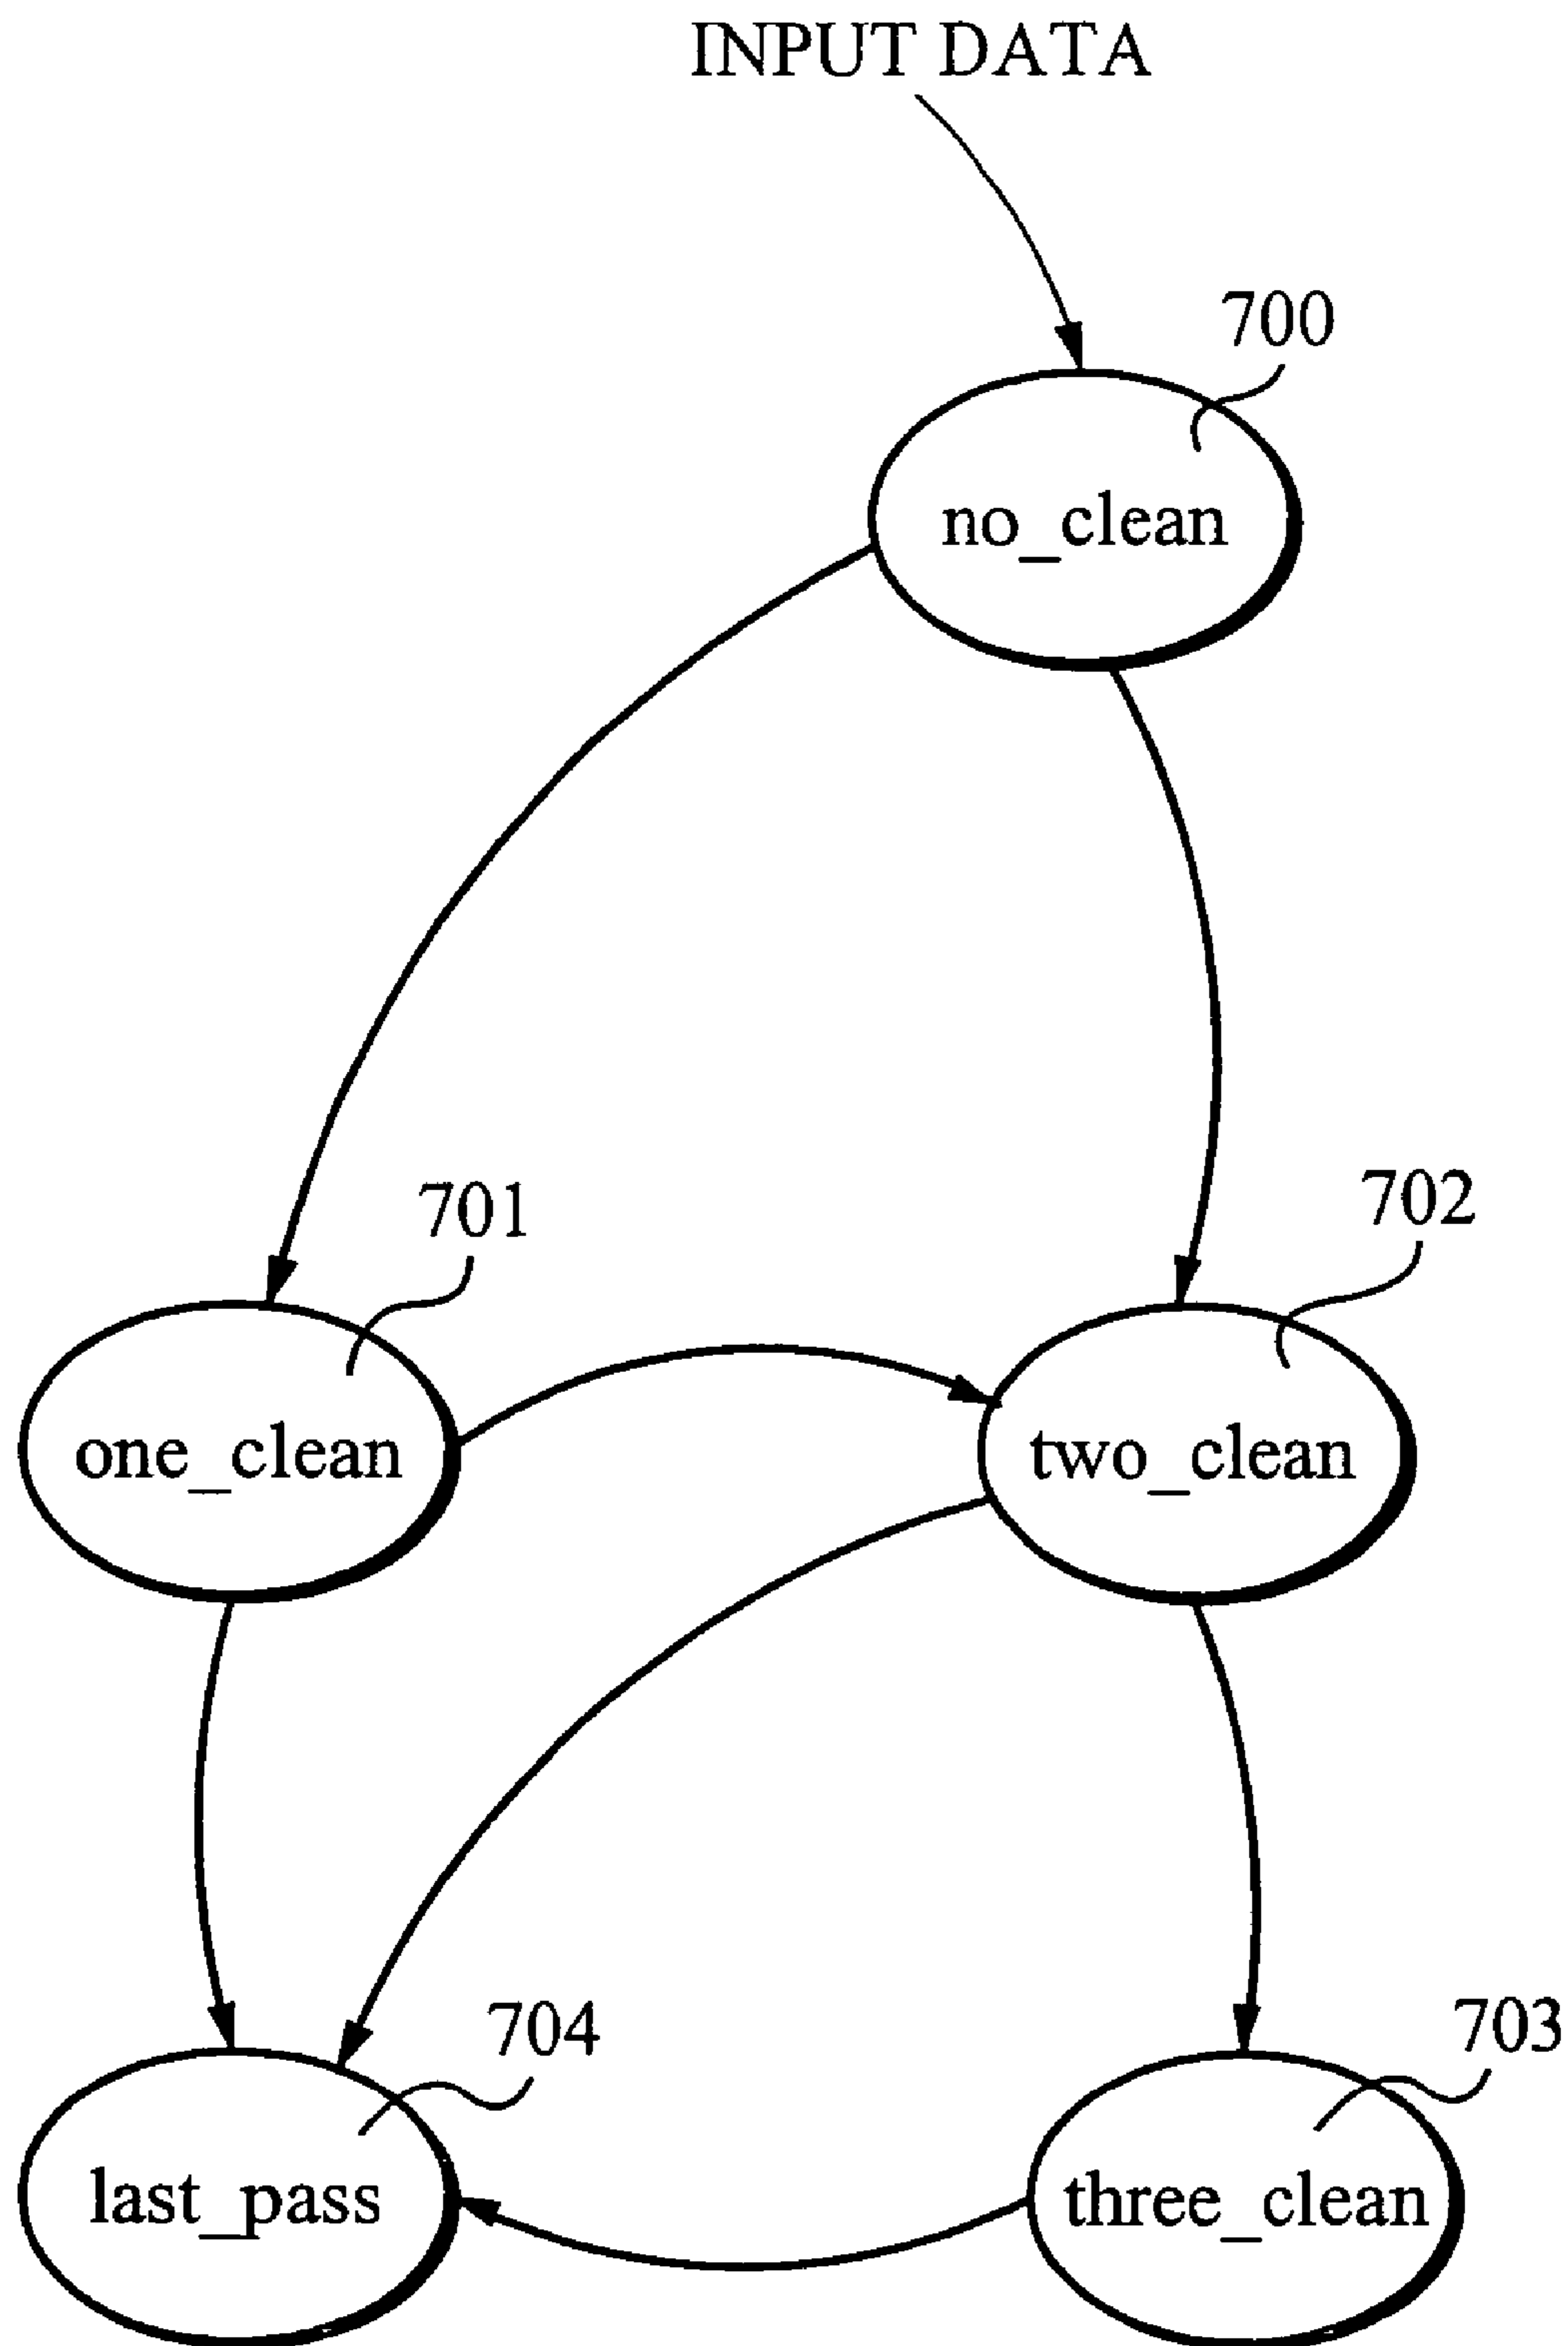 INPUT DATA
700
no_clean
701
702
one_clean
two_clean
704
703
last_pass
three_clean